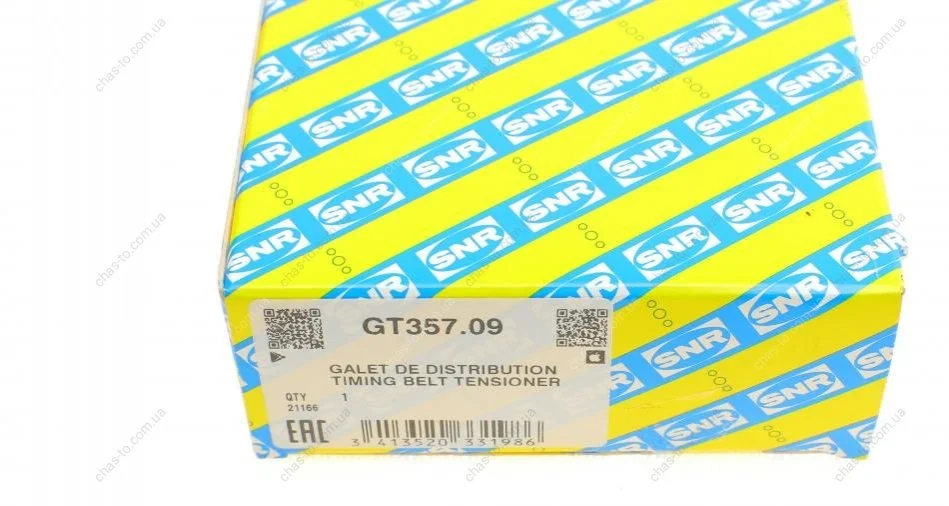 SNR
GT357.09
GALET DE DISTRIBUTION
TIMING BELT TENSIONER
QTY 1
21166
EAC
3 413520 331986
chas-to.com.ua